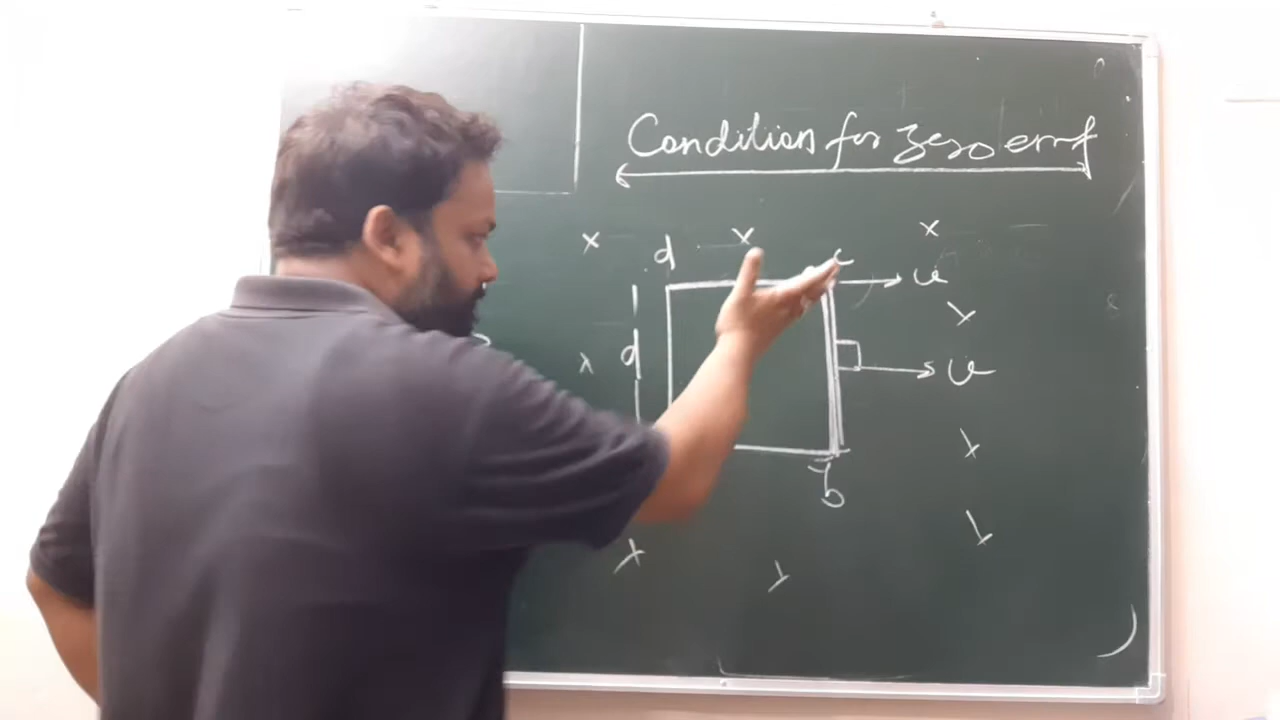 Condition for zero emf
x x x
d c
v
x
d x v
x
b
x
x x